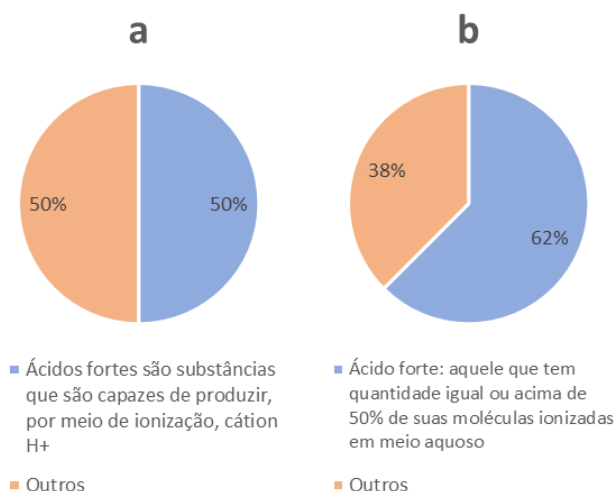 a
50%
50%
Ácidos fortes são substâncias
que são capazes de produzir,
por meio de ionização, cátion
H+
Outros
b
38%
62%
Ácido forte: aquele que tem
quantidade igual ou acima de
50% de suas moléculas ionizadas
em meio aquoso
Outros